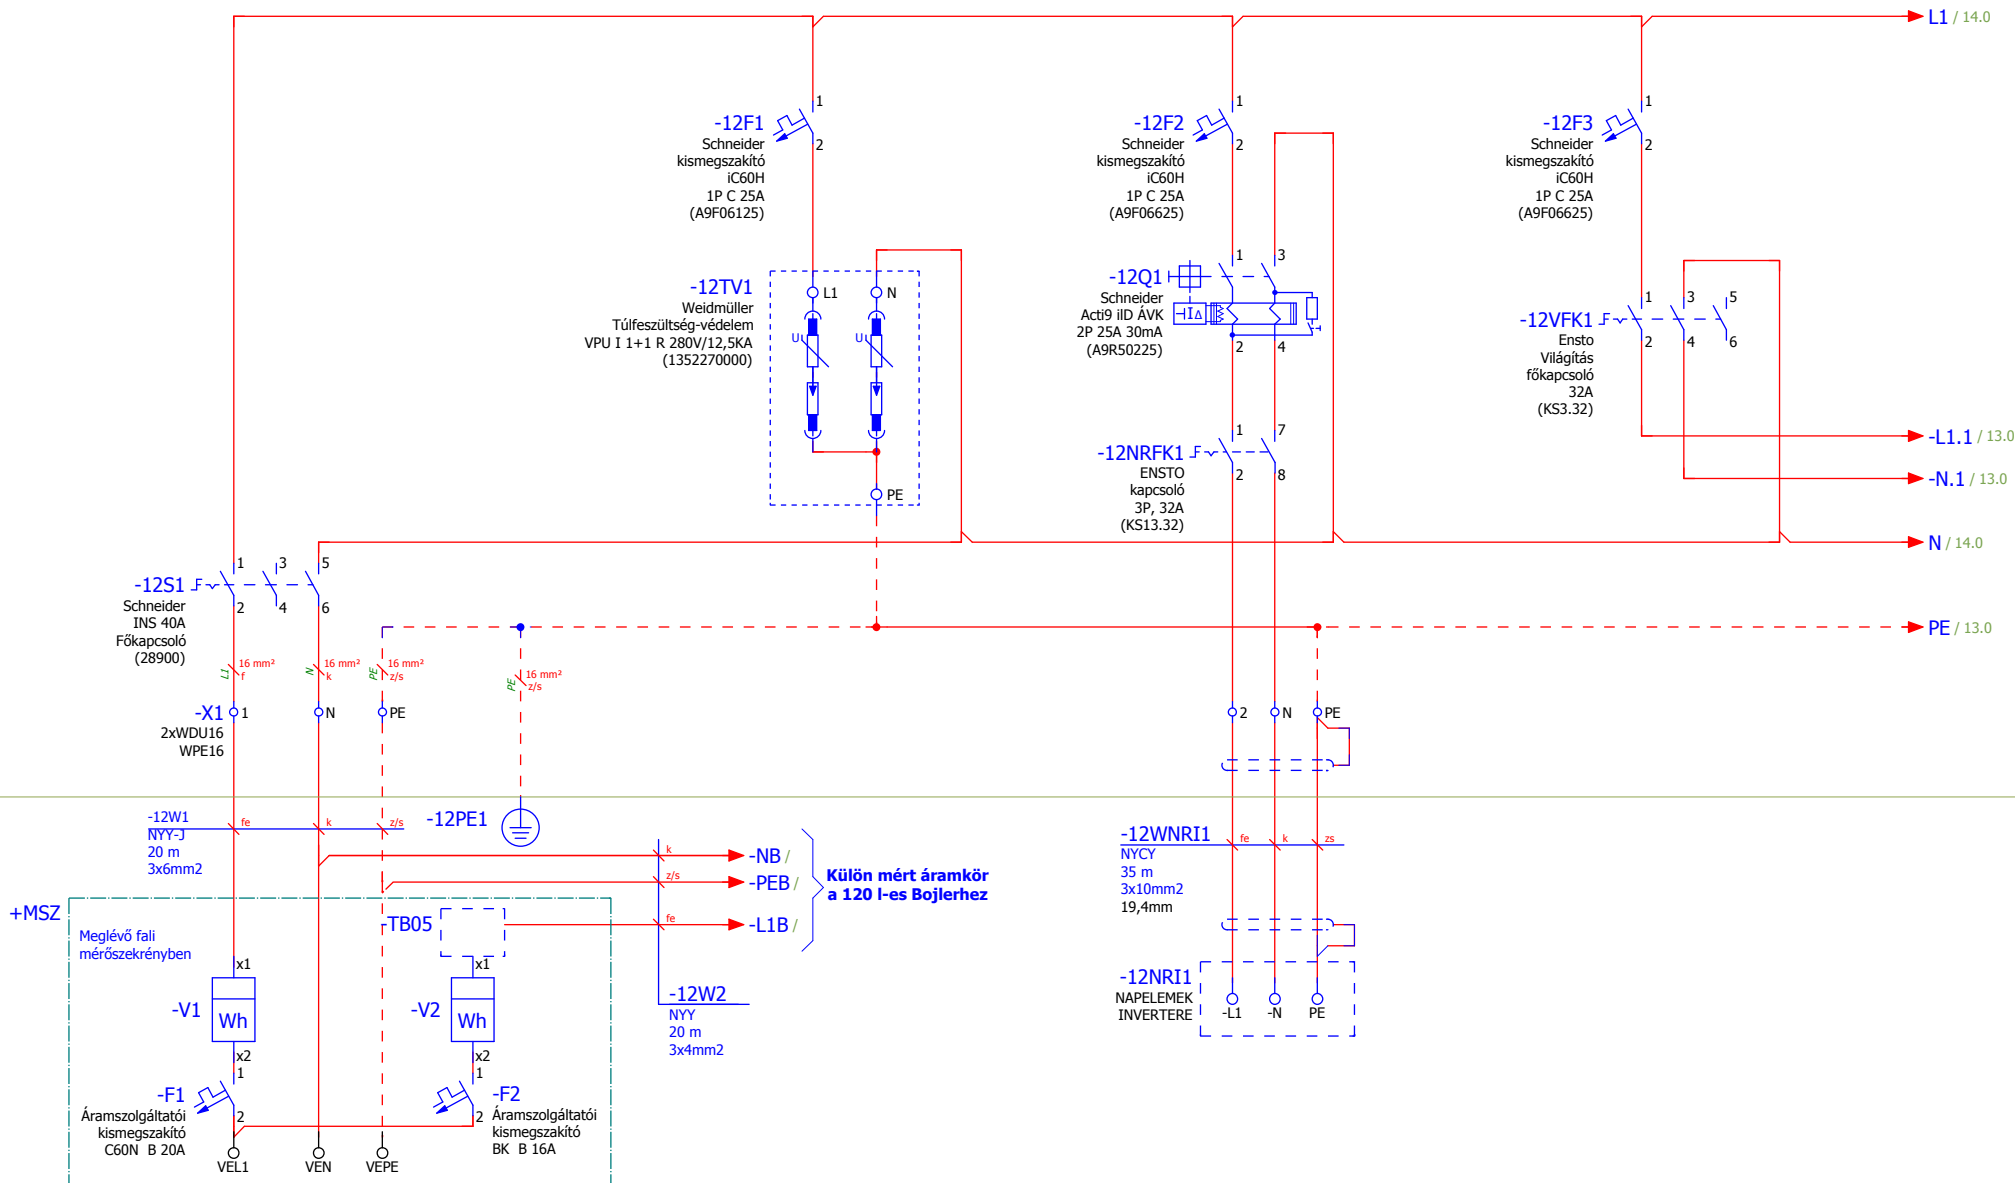 L1 / 14.0
-12F1
1
2
Schneider
kismegszakító
iC60H
1P C 25A
(A9F06125)
-12F2
1
2
Schneider
kismegszakító
iC60H
1P C 25A
(A9F06625)
-12F3
1
2
Schneider
kismegszakító
iC60H
1P C 25A
(A9F06625)
-12TV1
Weidmüller
Túlfeszültség-védelem
VPU I 1+1 R 280V/12,5KA
(1352270000)
L1
N
U
U
PE
-12Q1
1
3
Schneider
Acti9 iID ÁVK
2P 25A 30mA
(A9R50225)
I Δ
2
4
-12VFK1
1
3
5
2
4
6
Ensto
Világítás
főkapcsoló
32A
(KS3.32)
-12NRFK1
1
7
2
8
ENSTO
kapcsoló
3P, 32A
(KS13.32)
-L1.1 / 13.0
-N.1 / 13.0
N / 14.0
-12S1
1
3
5
2
4
6
Schneider
INS 40A
Főkapcsoló
(28900)
PE / 13.0
L1
16 mm²
f
N
16 mm²
k
PE
16 mm²
z/s
PE
16 mm²
z/s
-X1
1
N
PE
2xWDU16
WPE16
2
N
PE
-12W1
NYY-J
20 m
3x6mm2
fe
k
z/s
-12PE1
-12WNRI1
NYCY
35 m
3x10mm2
19,4mm
fe
k
zs
k
-NB /
z/s
-PEB /
fe
-L1B /
Külön mért áramkör
a 120 l-es Bojlerhez
+MSZ
Meglévő fali
mérőszekrényben
-TB05
x1
-V1
Wh
x2
x1
-V2
Wh
x2
-12W2
NYY
20 m
3x4mm2
-12NRI1
NAPELEMEK
INVERTERE
-L1
-N
PE
-F1
1
2
Áramszolgáltatói
kismegszakító
C60N  B 20A
-F2
1
2
Áramszolgáltatói
kismegszakító
BK  B 16A
VEL1
VEN
VEPE